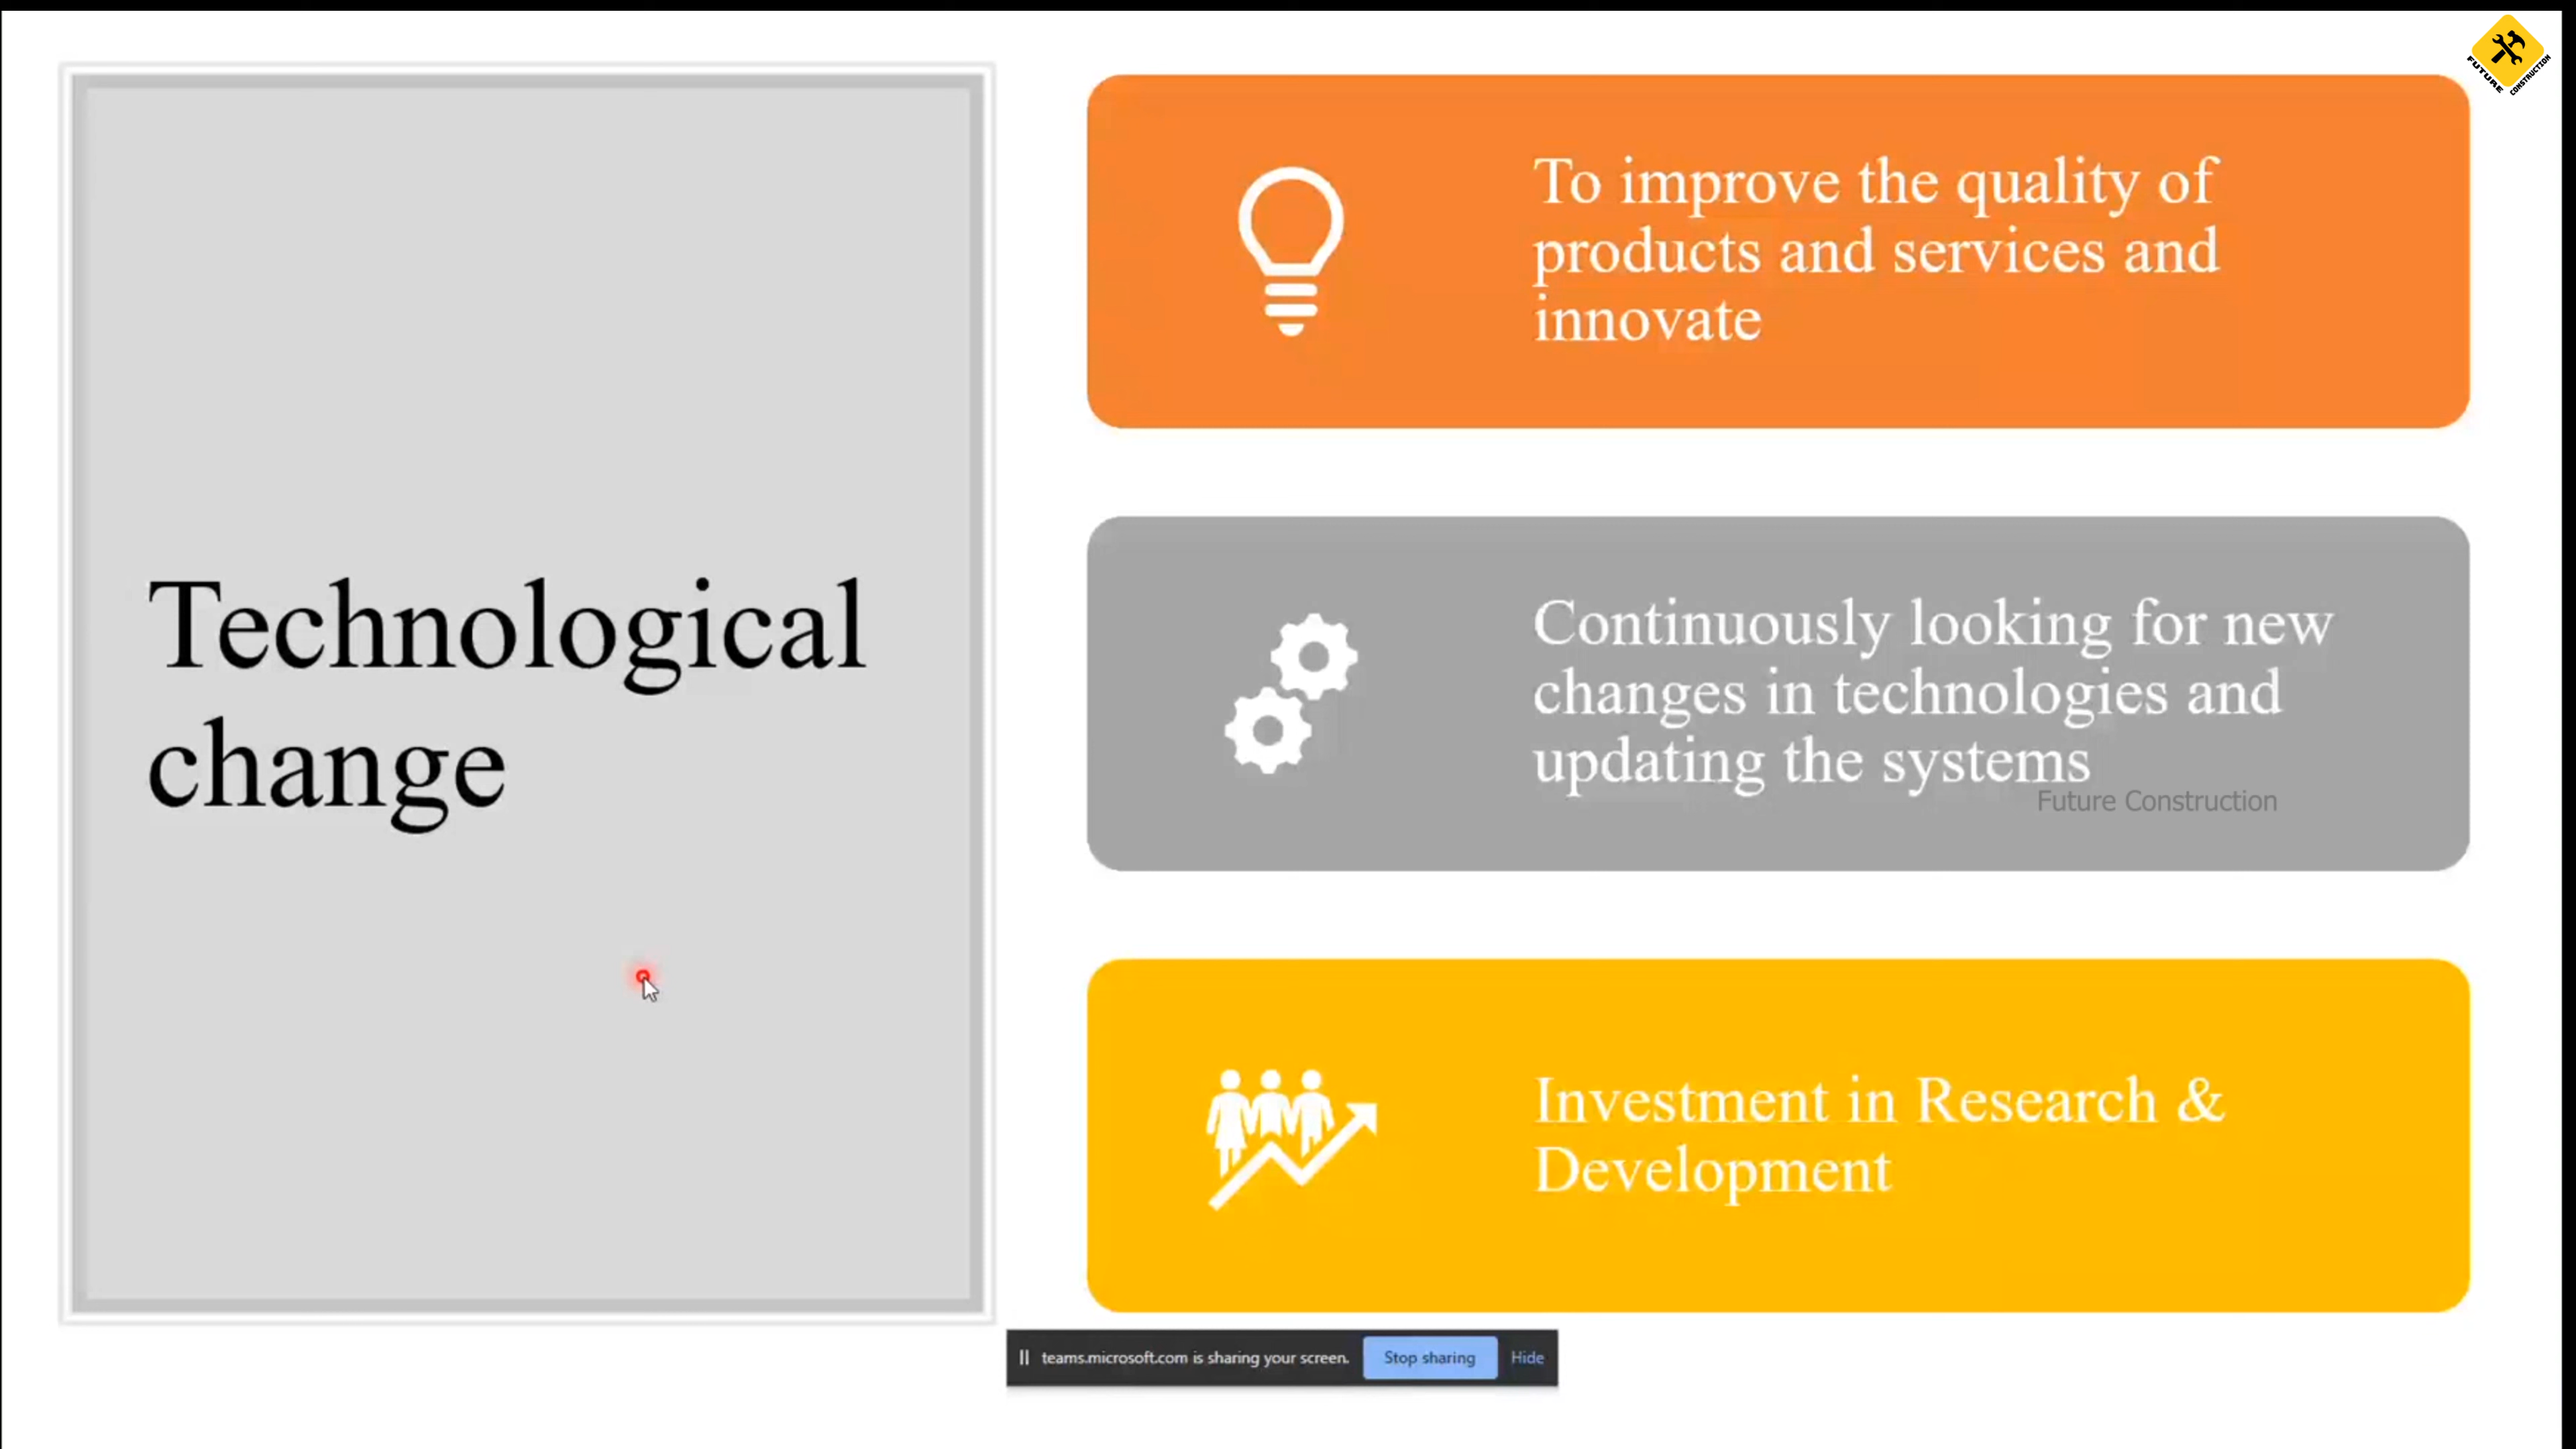 FUTURE CONSTRUCTION
Technological
change
To improve the quality of
products and services and
innovate
Continuously looking for new
changes in technologies and
updating the systems
Future Construction
Investment in Research &
Development
teams.microsoft.com is sharing your screen. Stop sharing Hide